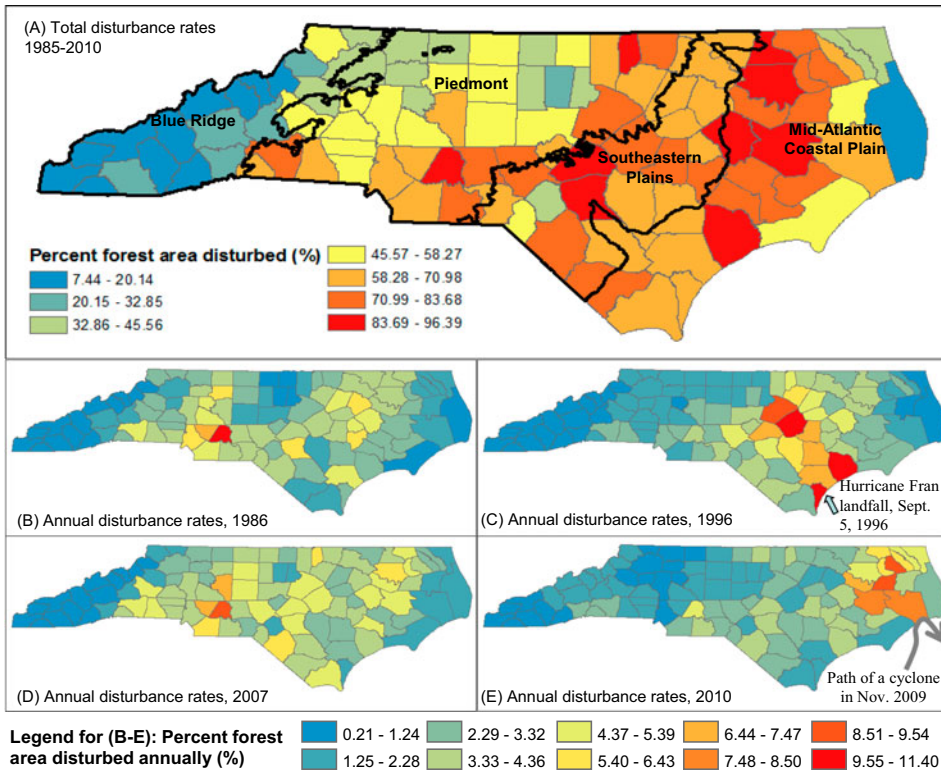 (A) Total disturbance rates
1985-2010
Blue Ridge
Piedmont
Southeastern
Plains
Mid-Atlantic
Coastal Plain
Percent forest area disturbed (%)
7.44 - 20.14
20.15 - 32.85
32.86 - 45.56
45.57 - 58.27
58.28 - 70.98
70.99 - 83.68
83.69 - 96.39
(B) Annual disturbance rates, 1986
(C) Annual disturbance rates, 1996
Hurricane Fran
landfall, Sept.
5, 1996
(D) Annual disturbance rates, 2007
(E) Annual disturbance rates, 2010
Path of a cyclone
in Nov. 2009
Legend for (B-E): Percent forest
area disturbed annually (%)
0.21 - 1.24
1.25 - 2.28
2.29 - 3.32
3.33 - 4.36
4.37 - 5.39
5.40 - 6.43
6.44 - 7.47
7.48 - 8.50
8.51 - 9.54
9.55 - 11.40